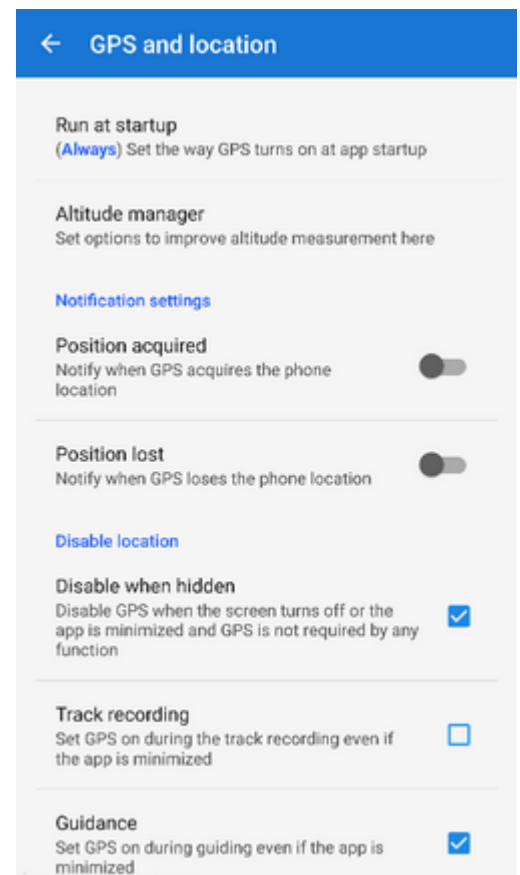 GPS and location
Run at startup
(Always) Set the way GPS turns on at app startup
Altitude manager
Set options to improve altitude measurement here
Notification settings
Position acquired
Notify when GPS acquires the phone
location
Position lost
Notify when GPS loses the phone location
Disable location
Disable when hidden
Disable GPS when the screen turns off or the
app is minimized and GPS is not required by any
function
Track recording
Set GPS on during the track recording even if
the app is minimized
Guidance
Set GPS on during guiding even if the app is
minimized